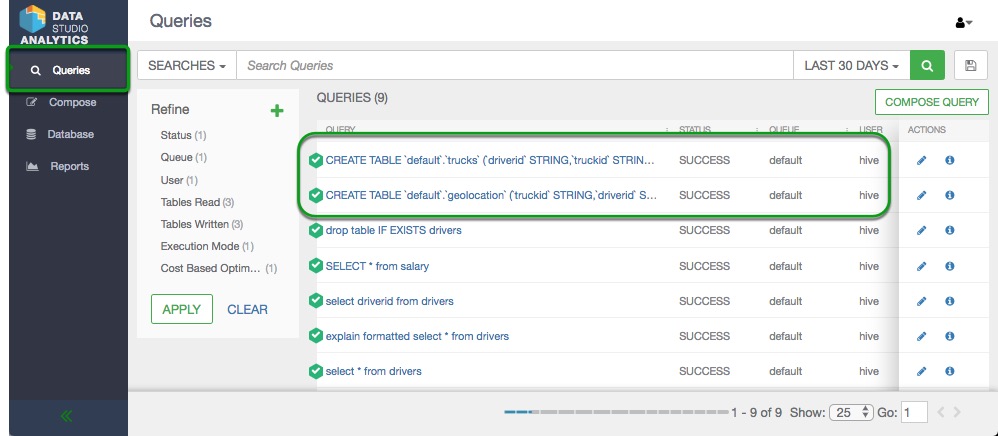 DATA
STUDIO
ANALYTICS
Queries
Queries
Compose
Database
Reports
SEARCHES
Search Queries
LAST 30 DAYS
Refine
Status (1)
Queue (1)
User (1)
Tables Read (3)
Tables Written (3)
Execution Mode (1)
Cost Based Optim… (1)
APPLY CLEAR
QUERIES (9)
COMPOSE QUERY
QUERY STATUS QUEUE USER ACTIONS
CREATE TABLE `default`.`trucks` (`driverid` STRING,`truckid` STRIN… SUCCESS default hive
CREATE TABLE `default`.`geolocation` (`truckid` STRING,`driverid` S… SUCCESS default hive
drop table IF EXISTS drivers SUCCESS default hive
SELECT * from salary SUCCESS default hive
select driverid from drivers SUCCESS default hive
explain formatted select * from drivers SUCCESS default hive
select * from drivers SUCCESS default hive
1 - 9 of 9 Show: 25 Go: 1